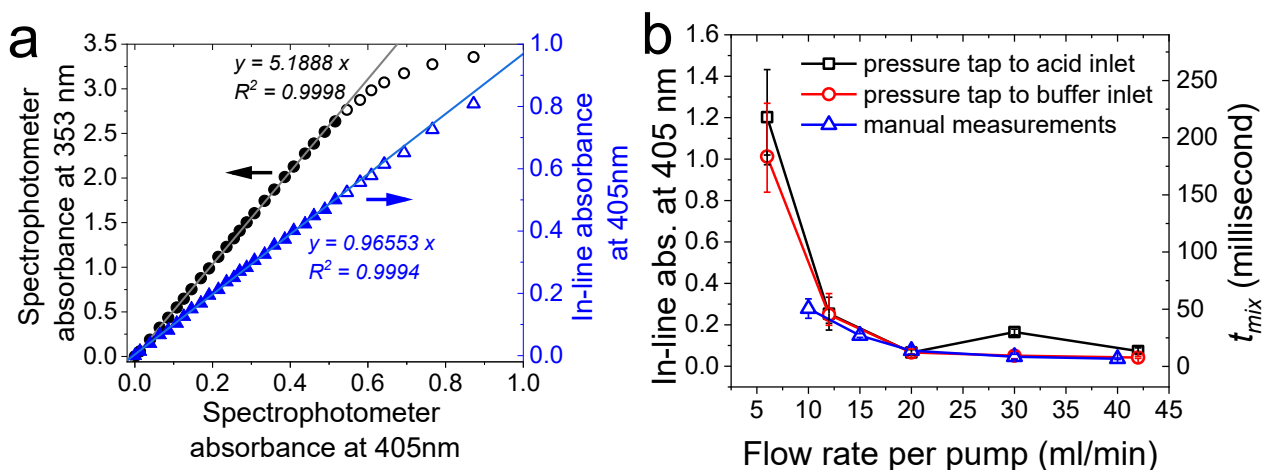 a
Spectrophotometer
absorbance at 353 nm
3.5
3.0
2.5
2.0
1.5
1.0
0.5
0.0
y = 5.1888 x
R² = 0.9998
y = 0.96553 x
R² = 0.9994
1.0
0.8
0.6
0.4
0.2
0.0
In-line absorbance
at 405nm
0.0 0.2 0.4 0.6 0.8 1.0
Spectrophotometer
absorbance at 405nm
b
In-line abs. at 405 nm
1.6
1.4
1.2
1.0
0.8
0.6
0.4
0.2
0.0
pressure tap to acid inlet
pressure tap to buffer inlet
manual measurements
250
200
150
100
50
0
t_mix (millisecond)
5 10 15 20 25 30 35 40 45
Flow rate per pump (ml/min)